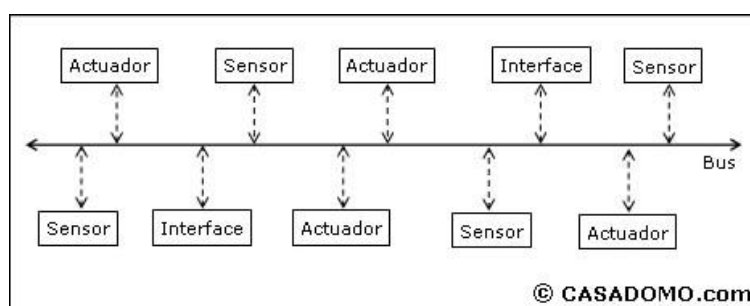 Actuador
Sensor
Actuador
Interface
Sensor
Bus
Sensor
Interface
Actuador
Sensor
Actuador
© CASADOMO.com